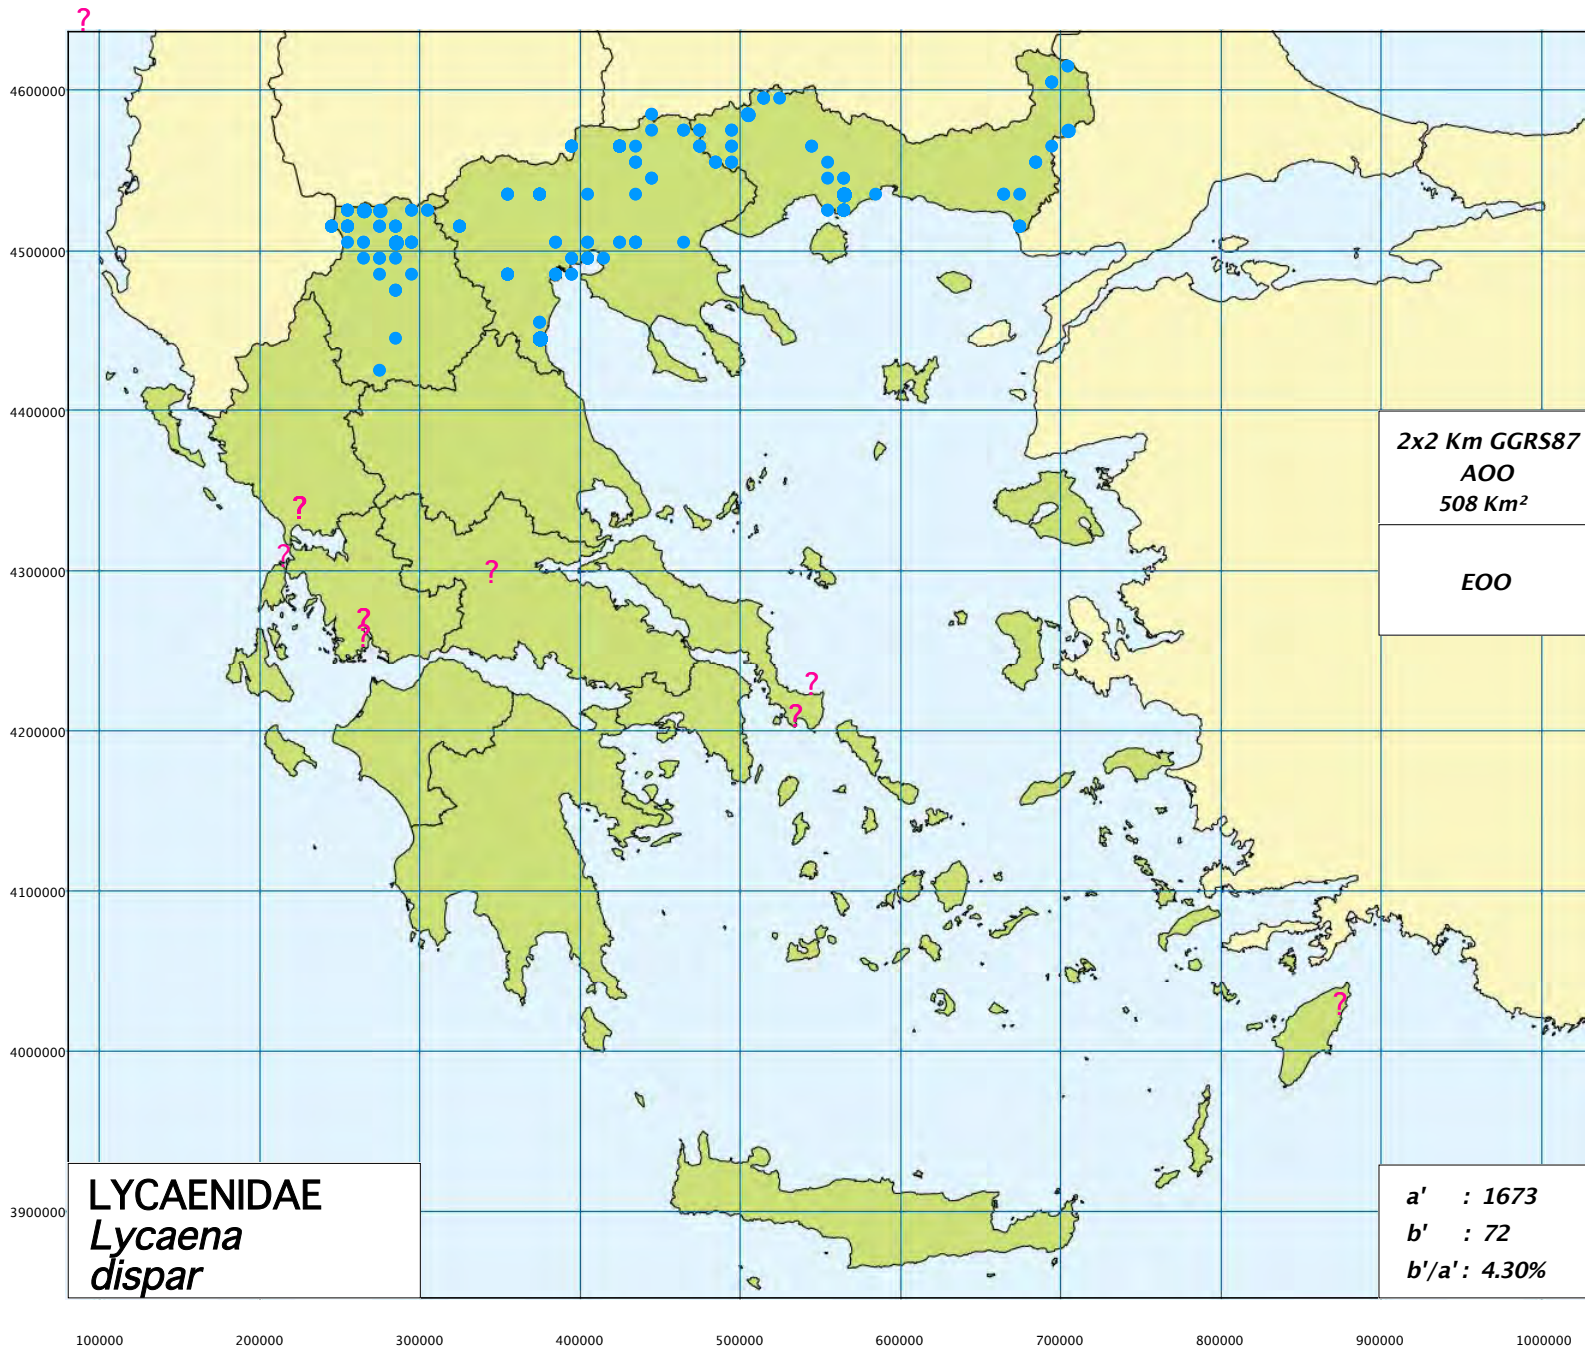 ?
4600000
4500000
4400000
2x2 Km GGRS87
AOO
508 Km²
?
?
?
4300000
EOO
?
?
?
?
4200000
4100000
?
4000000
LYCAENIDAE
Lycaena
dispar
3900000
a' : 1673
b' : 72
b'/a' : 4.30%
100000 200000 300000 400000 500000 600000 700000 800000 900000 1000000